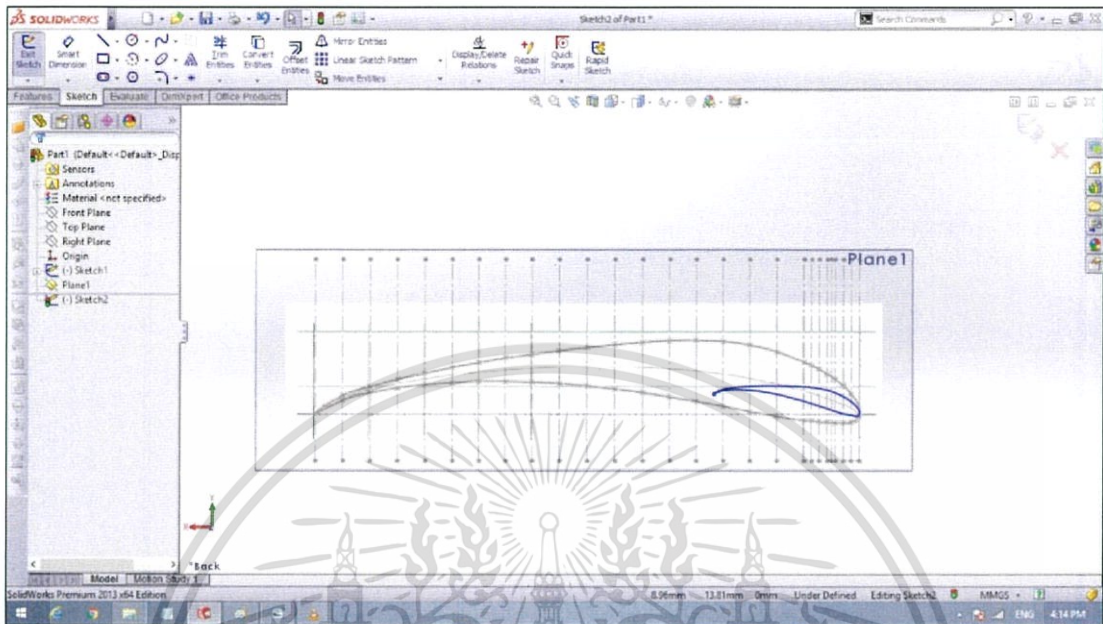 SOLIDWORKS
Sketch2 of Part1 *
Search Commands
Exit Sketch
Smart Dimension
Trim Entities
Convert Entities
Offset Entities
Mirror Entities
Linear Sketch Pattern
Move Entities
Display/Delete Relations
Repair Sketch
Quick Snaps
Rapid Sketch
Features
Sketch
Evaluate
DimXpert
Office Products
Part1 (Default<<Default>_Disp
Sensors
Annotations
Material <not specified>
Front Plane
Top Plane
Right Plane
Origin
(-) Sketch1
Plane1
(-) Sketch2
Plane1
*Back
Model
Motion Study 1
SolidWorks Premium 2013 x64 Edition
8.96mm
13.81mm
0mm
Under Defined
Editing Sketch2
MMGS
ENG
4:14 PM